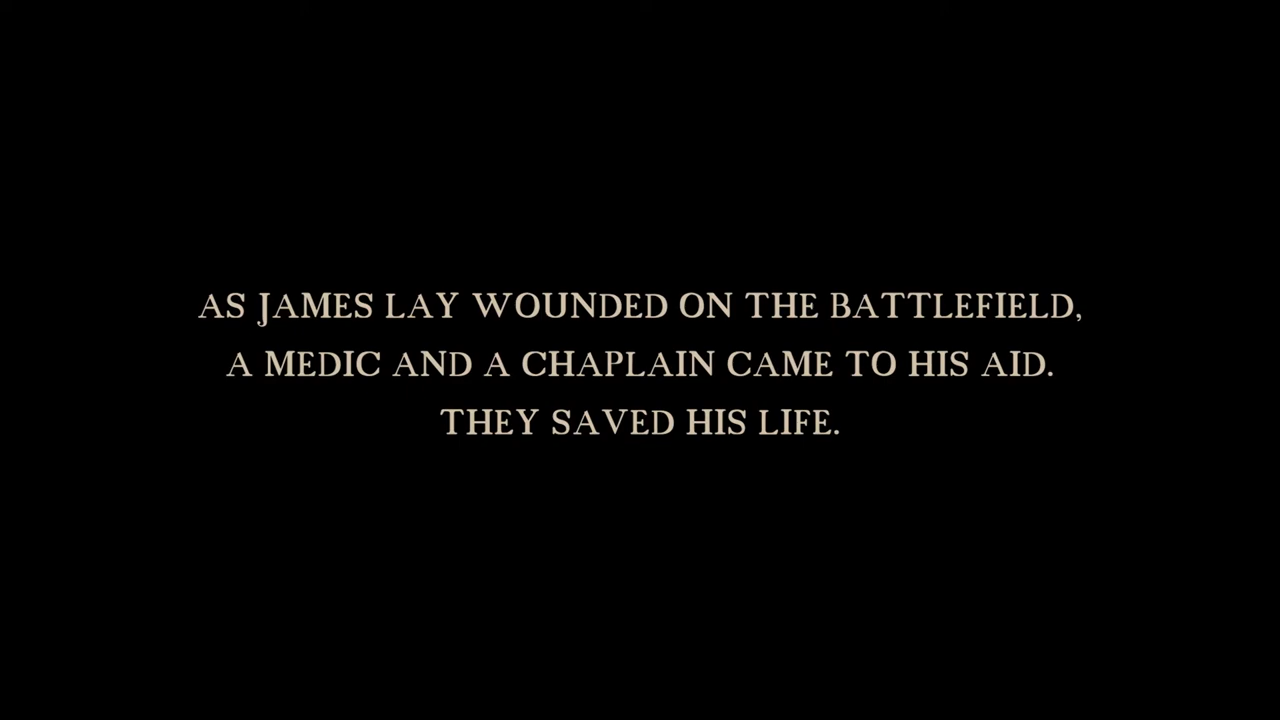 AS JAMES LAY WOUNDED ON THE BATTLEFIELD,
A MEDIC AND A CHAPLAIN CAME TO HIS AID.
THEY SAVED HIS LIFE.